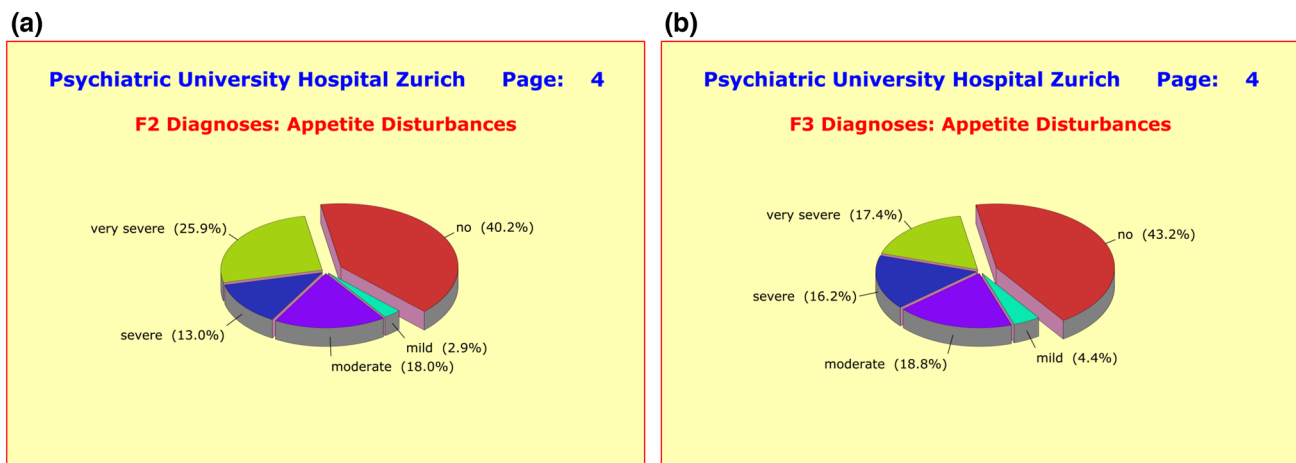 (a)
Psychiatric University Hospital Zurich Page: 4
F2 Diagnoses: Appetite Disturbances
very severe (25.9%)
no (40.2%)
severe (13.0%)
mild (2.9%)
moderate (18.0%)
(b)
Psychiatric University Hospital Zurich Page: 4
F3 Diagnoses: Appetite Disturbances
very severe (17.4%)
no (43.2%)
severe (16.2%)
mild (4.4%)
moderate (18.8%)